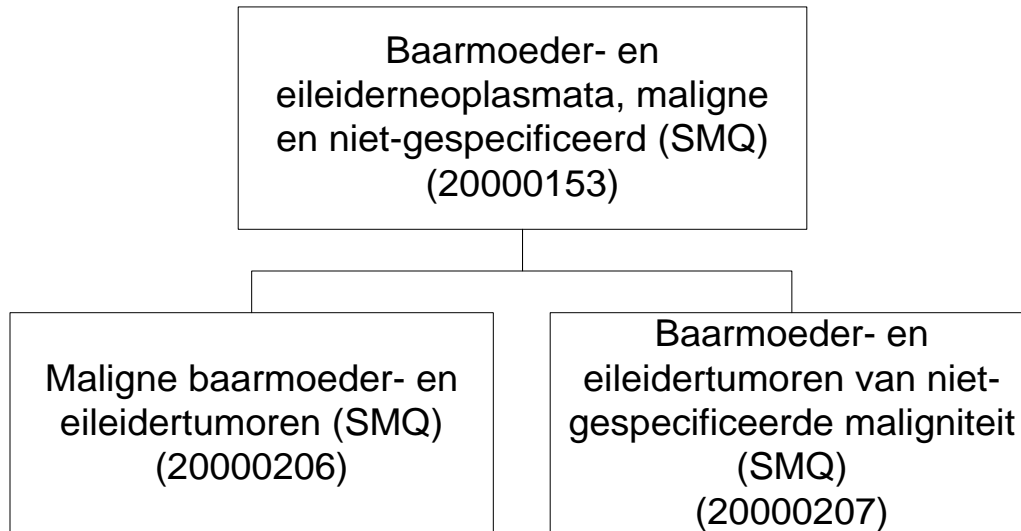 Baarmoeder- en
eileiderneoplasmata, maligne
en niet-gespecificeerd (SMQ)
(20000153)
Maligne baarmoeder- en
eileidertumoren (SMQ)
(20000206)
Baarmoeder- en
eileidertumoren van niet-
gespecificeerde maligniteit
(SMQ)
(20000207)